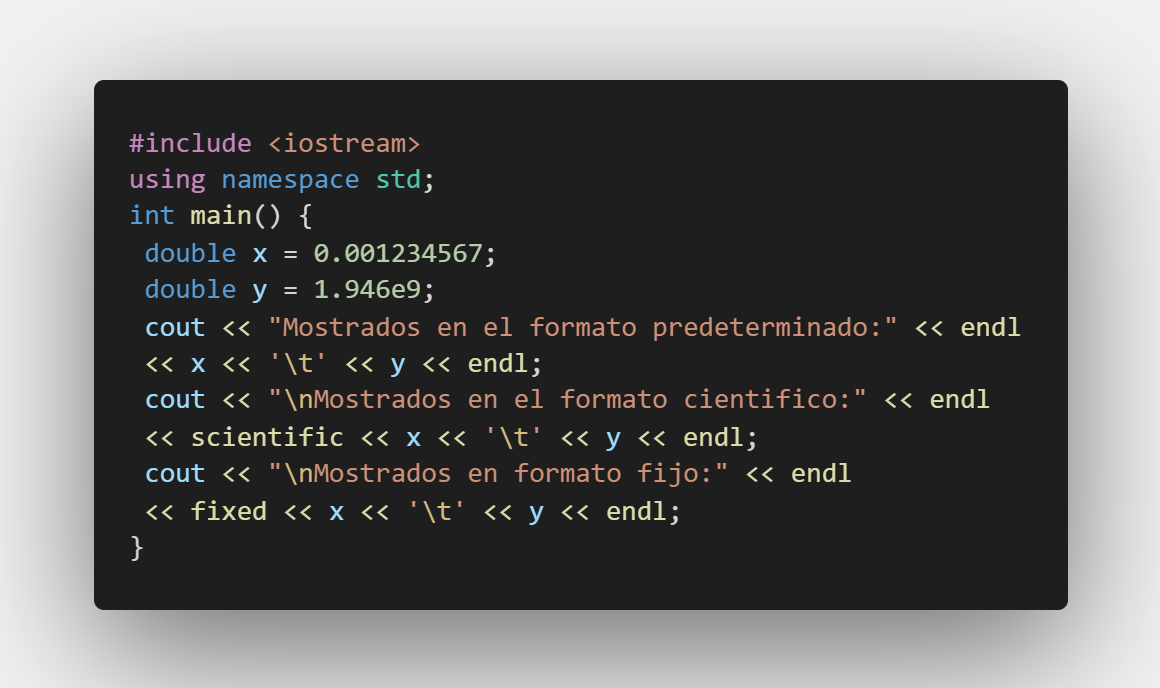 #include <iostream>
using namespace std;
int main() {
 double x = 0.001234567;
 double y = 1.946e9;
 cout << "Mostrados en el formato predeterminado:" << endl
 << x << '\t' << y << endl;
 cout << "\nMostrados en el formato cientifico:" << endl
 << scientific << x << '\t' << y << endl;
 cout << "\nMostrados en formato fijo:" << endl
 << fixed << x << '\t' << y << endl;
}